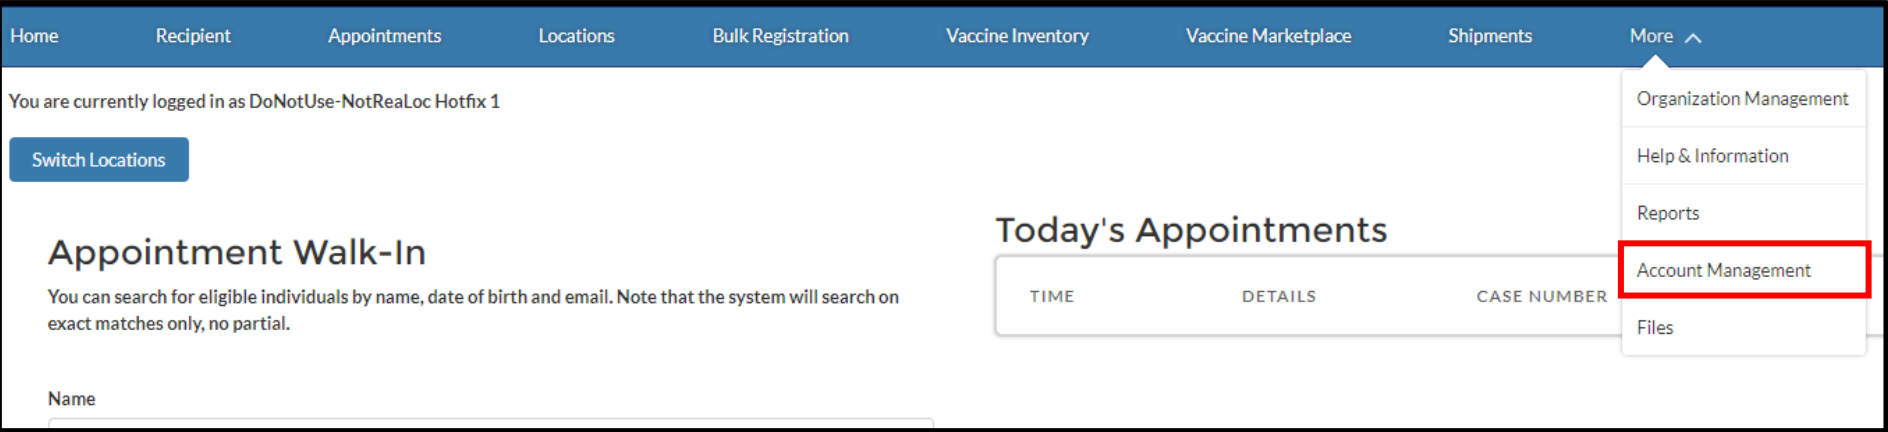 Home Recipient Appointments Locations Bulk Registration Vaccine Inventory Vaccine Marketplace Shipments More
You are currently logged in as DoNotUse-NotReaLoc Hotfix 1
Switch Locations
Organization Management
Help & Information
Reports
Account Management
Files
Appointment Walk-In
You can search for eligible individuals by name, date of birth and email. Note that the system will search on
exact matches only, no partial.
Name
Today's Appointments
TIME DETAILS CASE NUMBER